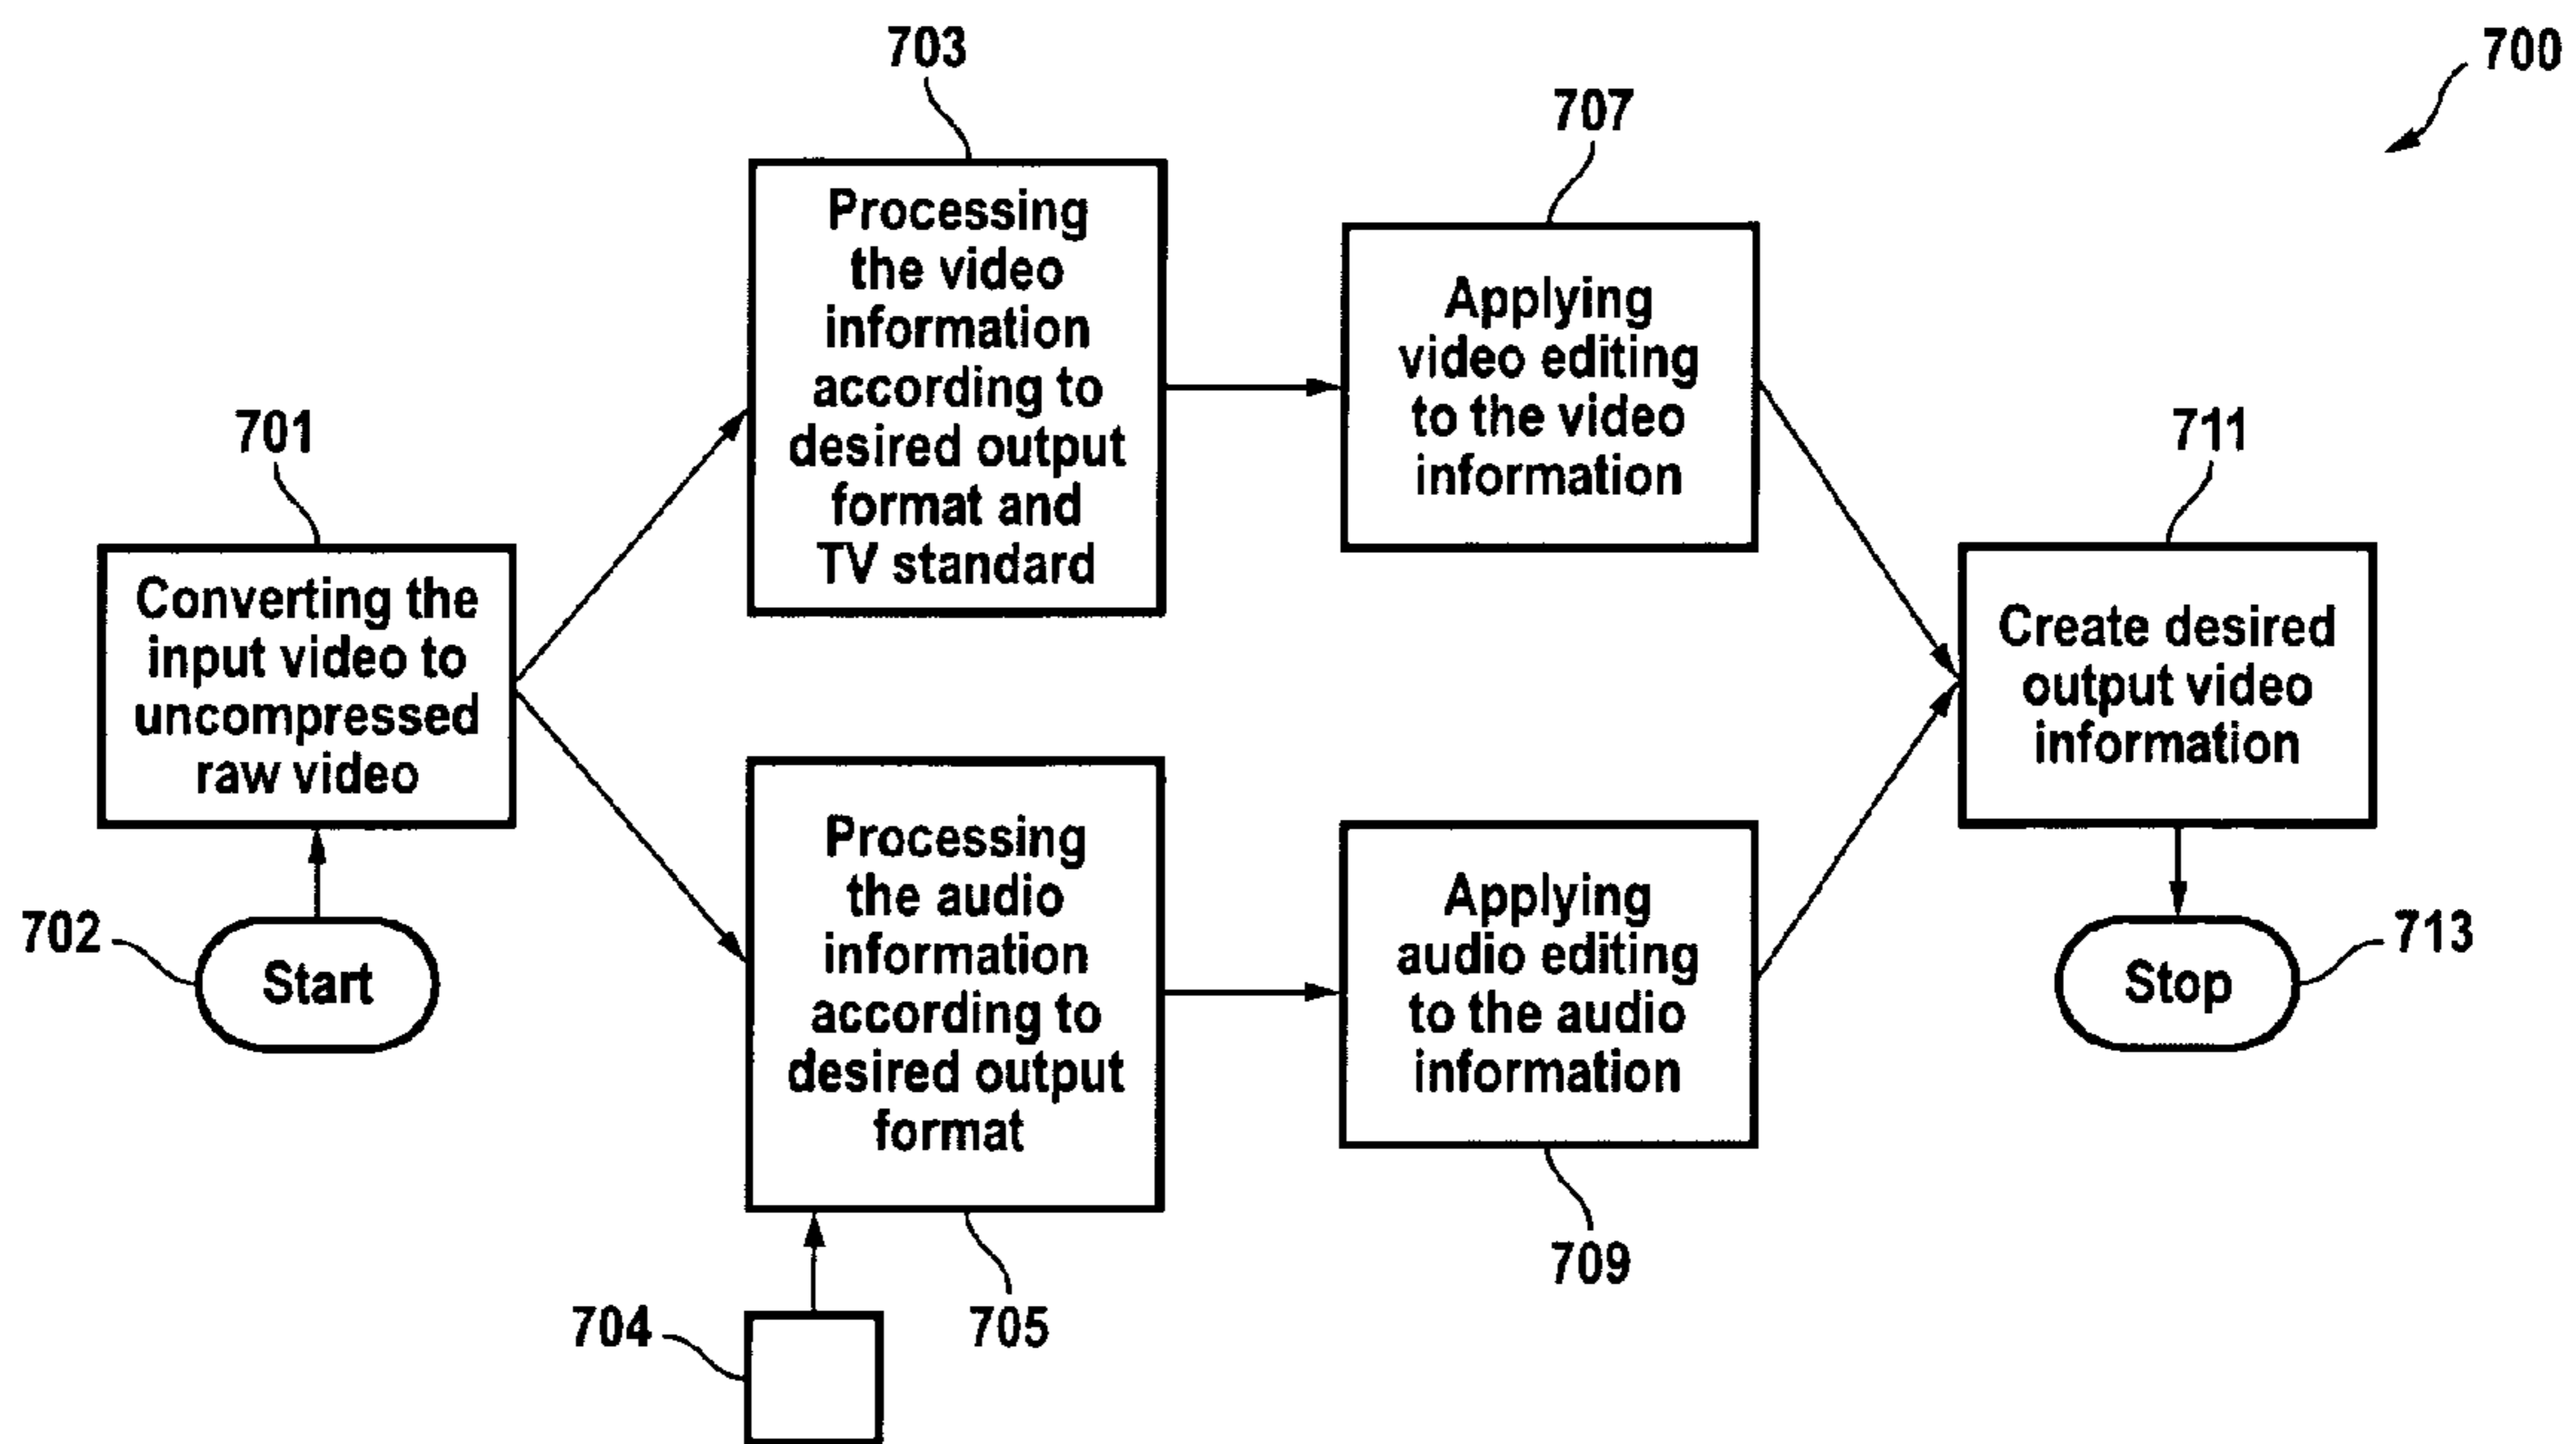 700
703
Processing
the video
information
according to
desired output
format and
TV standard
707
Applying
video editing
to the video
information
701
Converting the
input video to
uncompressed
raw video
702
Start
711
Create desired
output video
information
713
Stop
Processing
the audio
information
according to
desired output
format
705
704
Applying
audio editing
to the audio
information
709